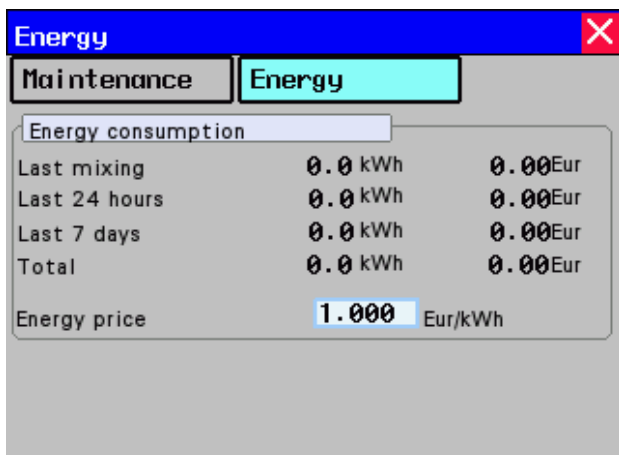 Energy
Maintenance Energy
Energy consumption
Last mixing 0.0 kWh 0.00Eur
Last 24 hours 0.0 kWh 0.00Eur
Last 7 days 0.0 kWh 0.00Eur
Total 0.0 kWh 0.00Eur
Energy price 1.000 Eur/kWh